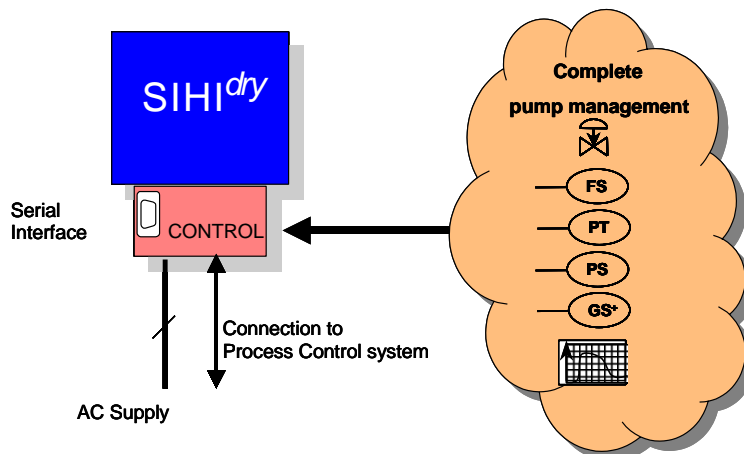 SIHIdry
Serial
Interface
CONTROL
Connection to
Process Control system
AC Supply
Complete
pump management
FS
PT
PS
GS+